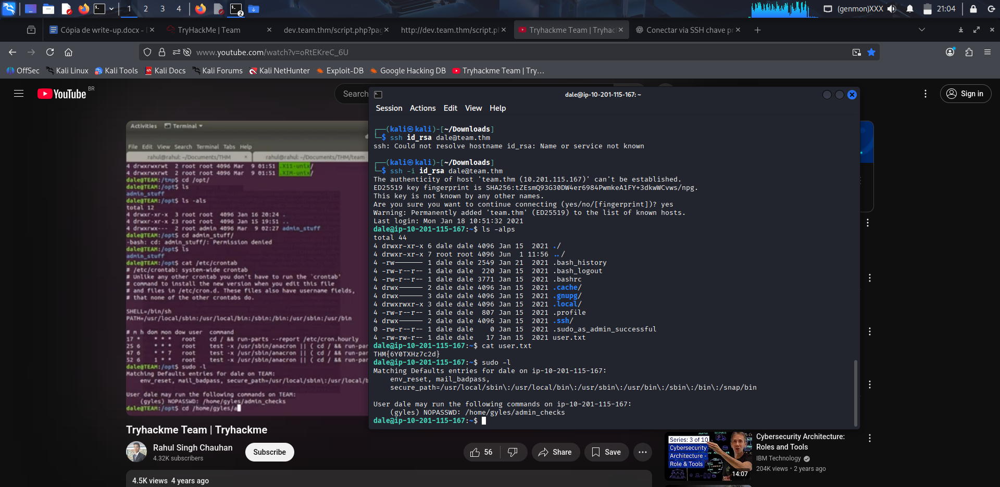 1 2 3 4 2 (genmon)XXX 21:04
Cópia de write-up.docx - TryHackMe | Team dev.team.thm/script.php?pag http://dev.team.thm/script.p Tryhackme Team | Tryhac Conectar via SSH chave pr
www.youtube.com/watch?v=oRtEKreC_6U
OffSec Kali Linux Kali Tools Kali Docs Kali Forums Kali NetHunter Exploit-DB Google Hacking DB Tryhackme Team | Try...
YouTube BR
Search
Sign in
Activities Terminal
File Edit View Search Terminal Tabs Help
rahul@rahul: ~/Documents/THM × rahul@rahul: ~/Documents/THM/team
4 drwxrwxrwt 2 root root 4096 Mar 9 01:51 .X11-unix/
4 drwxrwxrwt 2 root root 4096 Mar 9 01:51 .XIM-unix/
dale@TEAM:/tmp$ cd /opt/
dale@TEAM:/opt$ ls
admin_stuff
dale@TEAM:/opt$ ls -als
total 12
4 drwxr-xr-x 3 root root 4096 Jan 16 20:24 .
4 drwxr-xr-x 23 root root 4096 Jan 15 19:51 ..
4 drwxrwx--- 2 root admin 4096 Mar 9 02:27 admin_stuff
dale@TEAM:/opt$ cd admin_stuff/
-bash: cd: admin_stuff/: Permission denied
dale@TEAM:/opt$ ls
admin_stuff
dale@TEAM:/opt$ cat /etc/crontab
# /etc/crontab: system-wide crontab
# Unlike any other crontab you don't have to run the `crontab'
# command to install the new version when you edit this file
# and files in /etc/cron.d. These files also have username fields,
# that none of the other crontabs do.
SHELL=/bin/sh
PATH=/usr/local/sbin:/usr/local/bin:/sbin:/bin:/usr/sbin:/usr/bin
# m h dom mon dow user command
17 * * * * root cd / && run-parts --report /etc/cron.hourly
25 6 * * * root test -x /usr/sbin/anacron || ( cd / && run-par
47 6 * * 7 root test -x /usr/sbin/anacron || ( cd / && run-par
52 6 1 * * root test -x /usr/sbin/anacron || ( cd / && run-par
dale@TEAM:/opt$ sudo -l
Matching Defaults entries for dale on TEAM:
env_reset, mail_badpass, secure_path=/usr/local/sbin\:/usr/local/b
User dale may run the following commands on TEAM:
(gyles) NOPASSWD: /home/gyles/admin_checks
dale@TEAM:/opt$ cd /home/gyles/a
dale@ip-10-201-115-167: ~
Session Actions Edit View Help
┌──(kali㉿kali)-[~/Downloads]
└─$ ssh id_rsa dale@team.thm
ssh: Could not resolve hostname id_rsa: Name or service not known
┌──(kali㉿kali)-[~/Downloads]
└─$ ssh -i id_rsa dale@team.thm
The authenticity of host 'team.thm (10.201.115.167)' can't be established.
ED25519 key fingerprint is SHA256:tZEsmQ93G30DW4er6984PwmkeA1FY+3dkwWCvws/npg.
This key is not known by any other names.
Are you sure you want to continue connecting (yes/no/[fingerprint])? yes
Warning: Permanently added 'team.thm' (ED25519) to the list of known hosts.
Last login: Mon Jan 18 10:51:32 2021
dale@ip-10-201-115-167:~$ ls -alps
total 44
4 drwxr-xr-x 6 dale dale 4096 Jan 15 2021 ./
4 drwxr-xr-x 7 root root 4096 Jun 1 11:56 ../
4 -rw------- 1 dale dale 2549 Jan 21 2021 .bash_history
4 -rw-r--r-- 1 dale dale 220 Jan 15 2021 .bash_logout
4 -rw-r--r-- 1 dale dale 3771 Jan 15 2021 .bashrc
4 drwx------ 2 dale dale 4096 Jan 15 2021 .cache/
4 drwx------ 3 dale dale 4096 Jan 15 2021 .gnupg/
4 drwxrwxr-x 3 dale dale 4096 Jan 15 2021 .local/
4 -rw-r--r-- 1 dale dale 807 Jan 15 2021 .profile
4 drwx------ 2 dale dale 4096 Jan 15 2021 .ssh/
0 -rw-r--r-- 1 dale dale 0 Jan 15 2021 .sudo_as_admin_successful
4 -rw-rw-r-- 1 dale dale 17 Jan 15 2021 user.txt
dale@ip-10-201-115-167:~$ cat user.txt
THM{6Y0TXHz7c2d}
dale@ip-10-201-115-167:~$ sudo -l
Matching Defaults entries for dale on ip-10-201-115-167:
env_reset, mail_badpass,
secure_path=/usr/local/sbin\:/usr/local/bin\:/usr/sbin\:/usr/bin\:/sbin\:/bin\:/snap/bin
User dale may run the following commands on ip-10-201-115-167:
(gyles) NOPASSWD: /home/gyles/admin_checks
dale@ip-10-201-115-167:~$
Tryhackme Team | Tryhackme
Rahul Singh Chauhan
4.32K subscribers
Subscribe
56
Share
Save
4.5K views 4 years ago
Series: 3 of 10
Cybersecurity
Architecture -
Role & Tools
14:07
Cybersecurity Architecture:
Roles and Tools
IBM Technology
204K views • 2 years ago